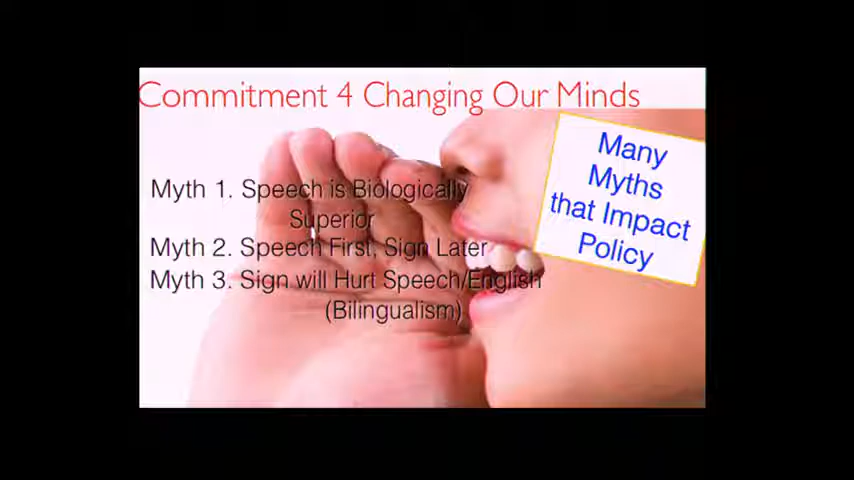 Commitment 4 Changing Our Minds
Many
Myths
that Impact
Policy
Myth 1. Speech is Biologically
Superior
Myth 2. Speech First, Sign Later
Myth 3. Sign will Hurt Speech/English
(Bilingualism)